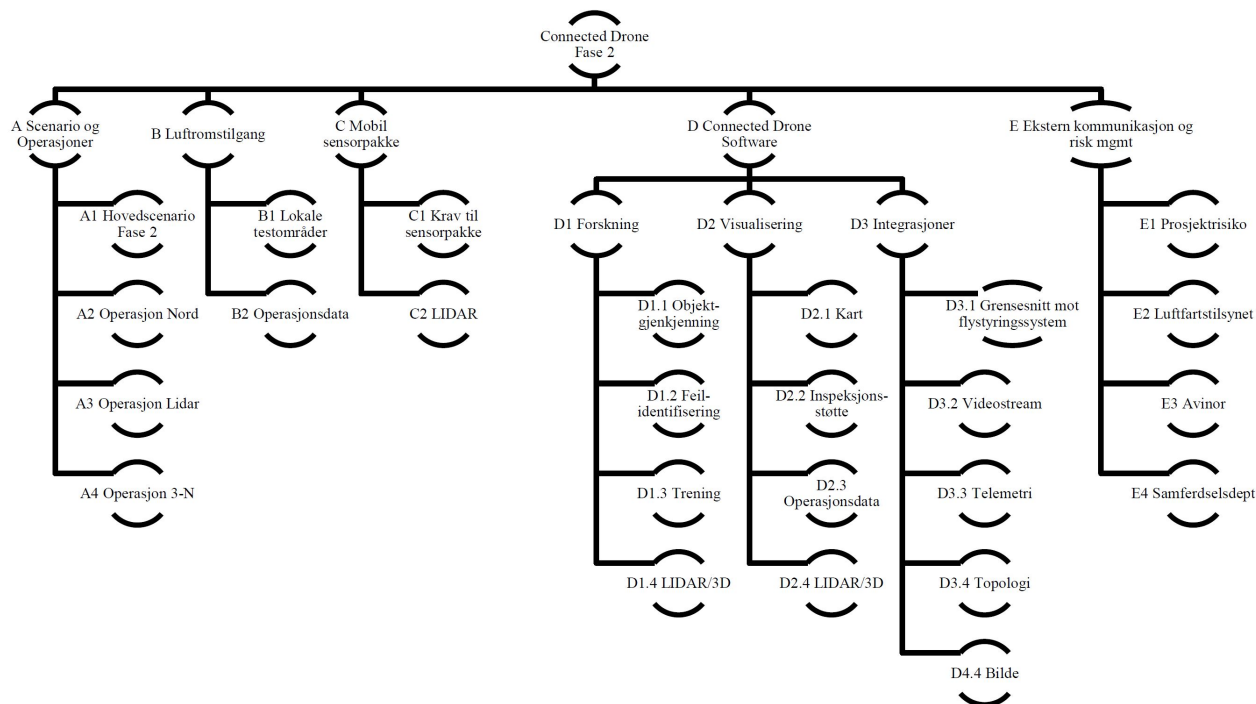 Connected Drone
Fase 2
A Scenario og
Operasjoner
B Luftromstilgang
C Mobil
sensorpakke
D Connected Drone
Software
E Ekstern kommunikasjon og
risk mgmt
A1 Hovedscenario
Fase 2
A2 Operasjon Nord
A3 Operasjon Lidar
A4 Operasjon 3-N
B1 Lokale
testområder
B2 Operasjonsdata
C1 Krav til
sensorpakke
C2 LIDAR
D1 Forskning
D1.1 Objekt-
gjenkjenning
D1.2 Feil-
identifisering
D1.3 Trening
D1.4 LIDAR/3D
D2 Visualisering
D2.1 Kart
D2.2 Inspeksjons-
støtte
D2.3
Operasjonsdata
D2.4 LIDAR/3D
D3 Integrasjoner
D3.1 Grensesnitt mot
flystyringssystem
D3.2 Videostream
D3.3 Telemetri
D3.4 Topologi
D4.4 Bilde
E1 Prosjektrisiko
E2 Luftfartstilsynet
E3 Avinor
E4 Samferdselsdept